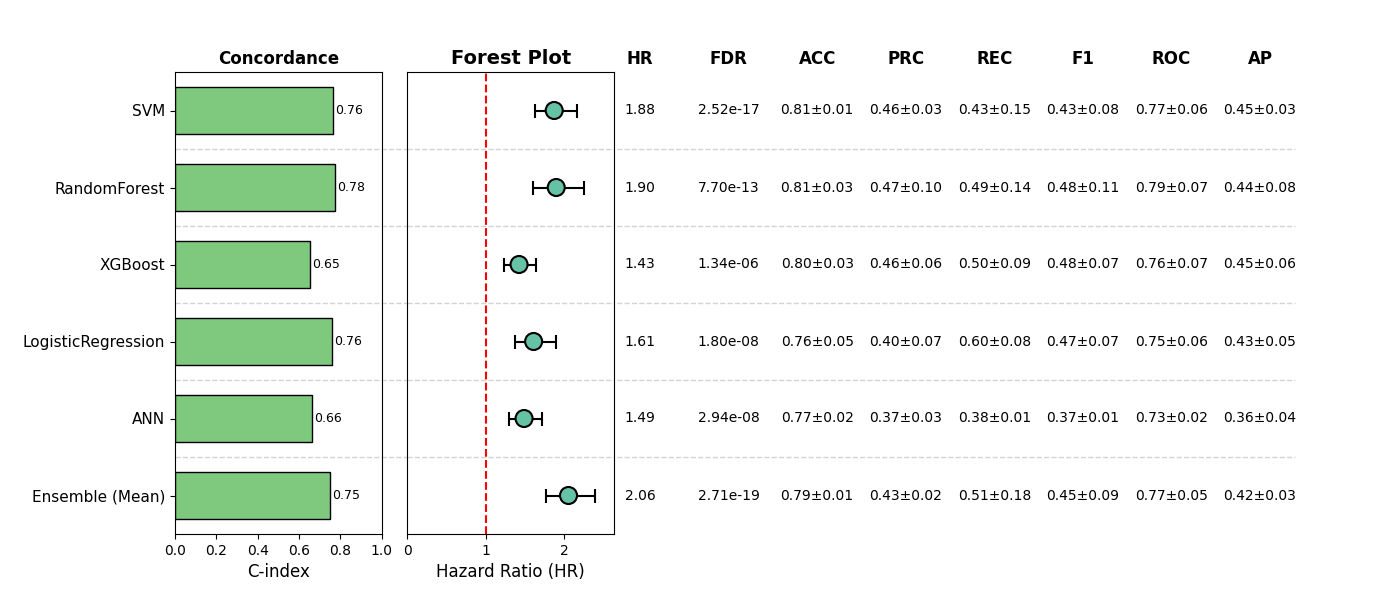 Concordance Forest Plot HR FDR ACC PRC REC F1 ROC AP
SVM 0.76 1.88 2.52e-17 0.81±0.01 0.46±0.03 0.43±0.15 0.43±0.08 0.77±0.06 0.45±0.03
RandomForest 0.78 1.90 7.70e-13 0.81±0.03 0.47±0.10 0.49±0.14 0.48±0.11 0.79±0.07 0.44±0.08
XGBoost 0.65 1.43 1.34e-06 0.80±0.03 0.46±0.06 0.50±0.09 0.48±0.07 0.76±0.07 0.45±0.06
LogisticRegression 0.76 1.61 1.80e-08 0.76±0.05 0.40±0.07 0.60±0.08 0.47±0.07 0.75±0.06 0.43±0.05
ANN 0.66 1.49 2.94e-08 0.77±0.02 0.37±0.03 0.38±0.01 0.37±0.01 0.73±0.02 0.36±0.04
Ensemble (Mean) 0.75 2.06 2.71e-19 0.79±0.01 0.43±0.02 0.51±0.18 0.45±0.09 0.77±0.05 0.42±0.03
0.0 0.2 0.4 0.6 0.8 1.0 0 1 2
C-index Hazard Ratio (HR)